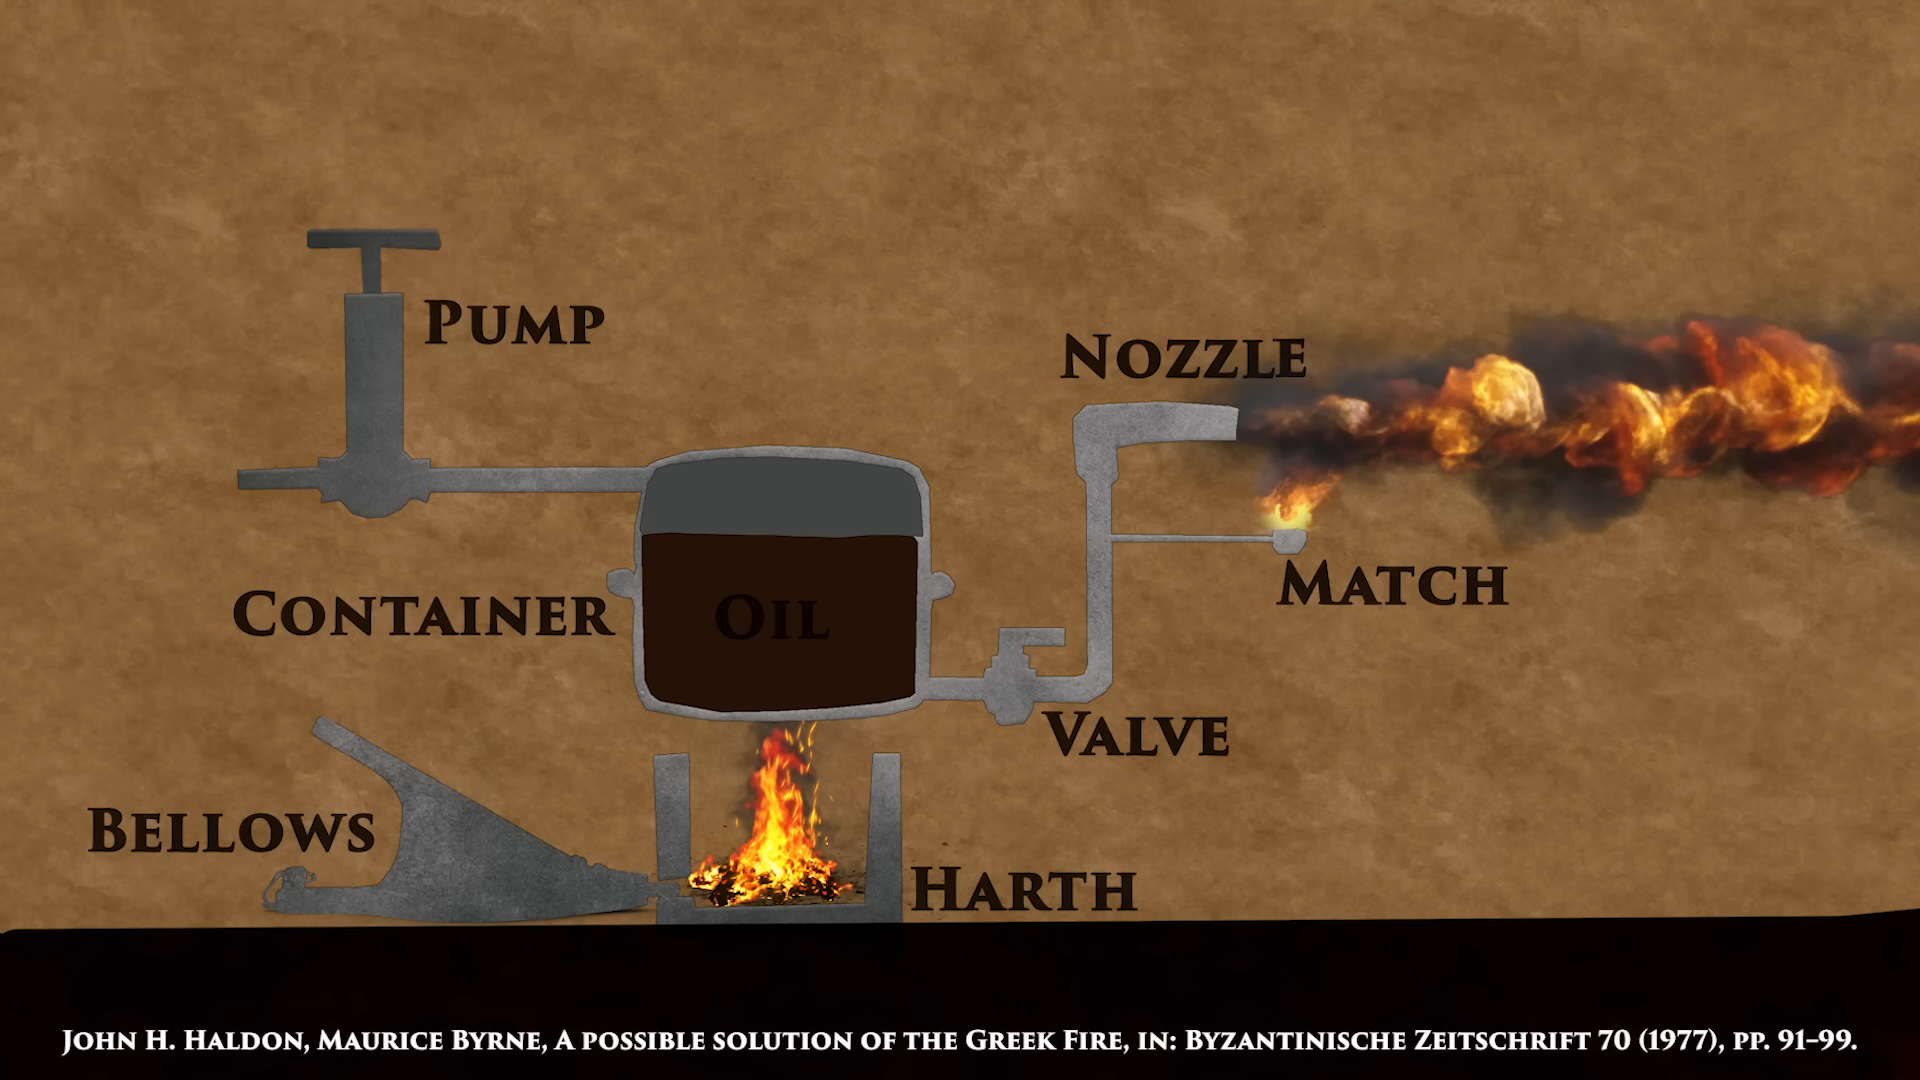 Pump
Nozzle
Match
Container
Oil
Valve
Bellows
Harth
John H. Haldon, Maurice Byrne, A possible solution of the Greek Fire, in: Byzantinische Zeitschrift 70 (1977), pp. 91–99.